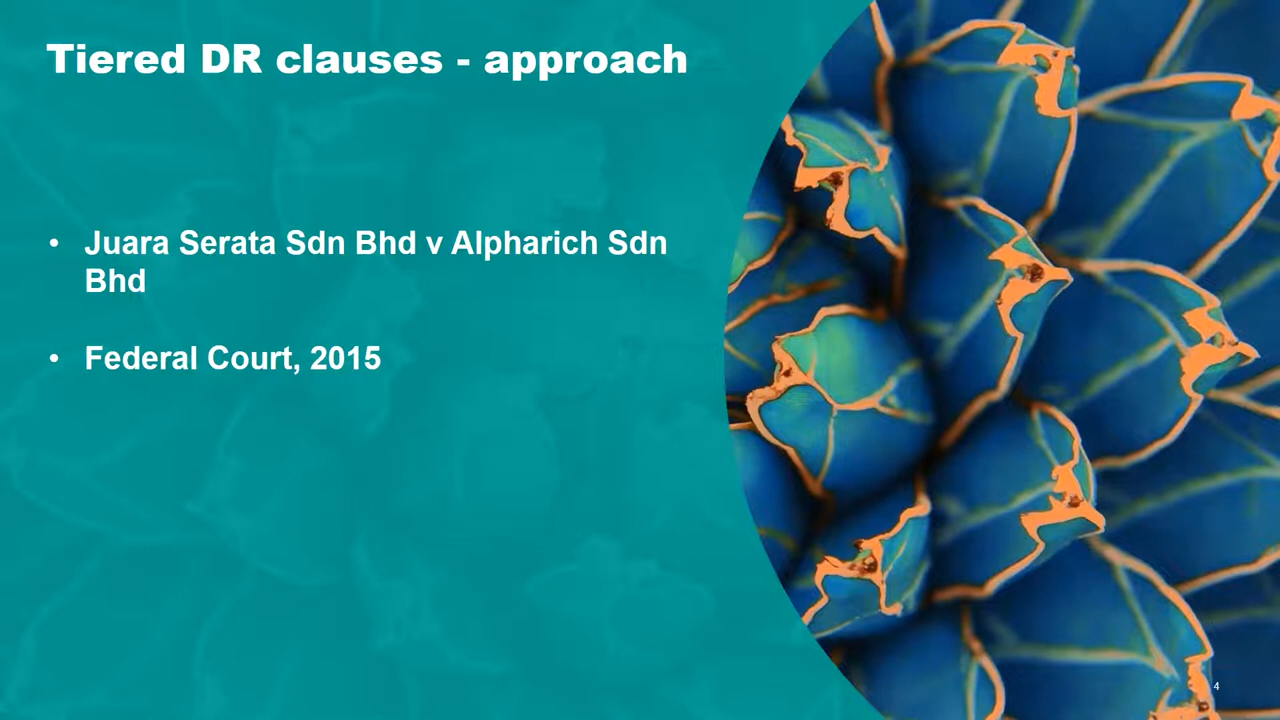 Tiered DR clauses - approach
• Juara Serata Sdn Bhd v Alpharich Sdn
Bhd
• Federal Court, 2015
4